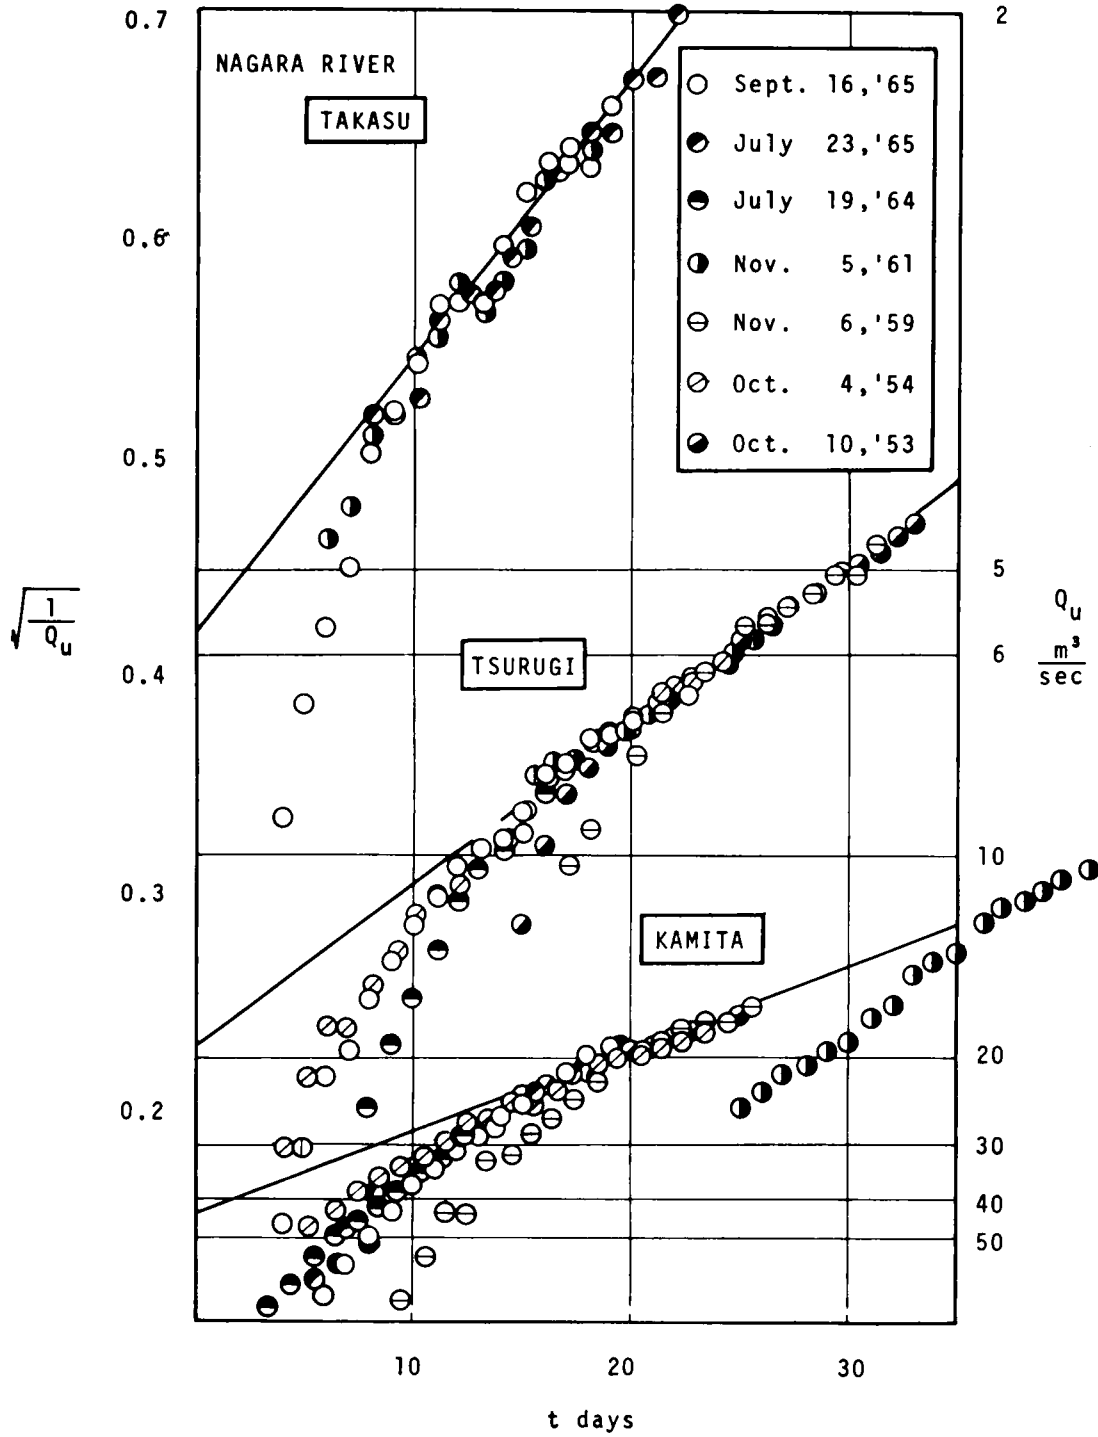 0.7
2
NAGARA RIVER
TAKASU
Sept. 16,'65
July 23,'65
July 19,'64
Nov. 5,'61
Nov. 6,'59
Oct. 4,'54
Oct. 10,'53
0.6
0.5
5
√1/Qu
Qu
m³
sec
TSURUGI
6
0.4
10
0.3
KAMITA
20
0.2
30
40
50
10 20 30
t days